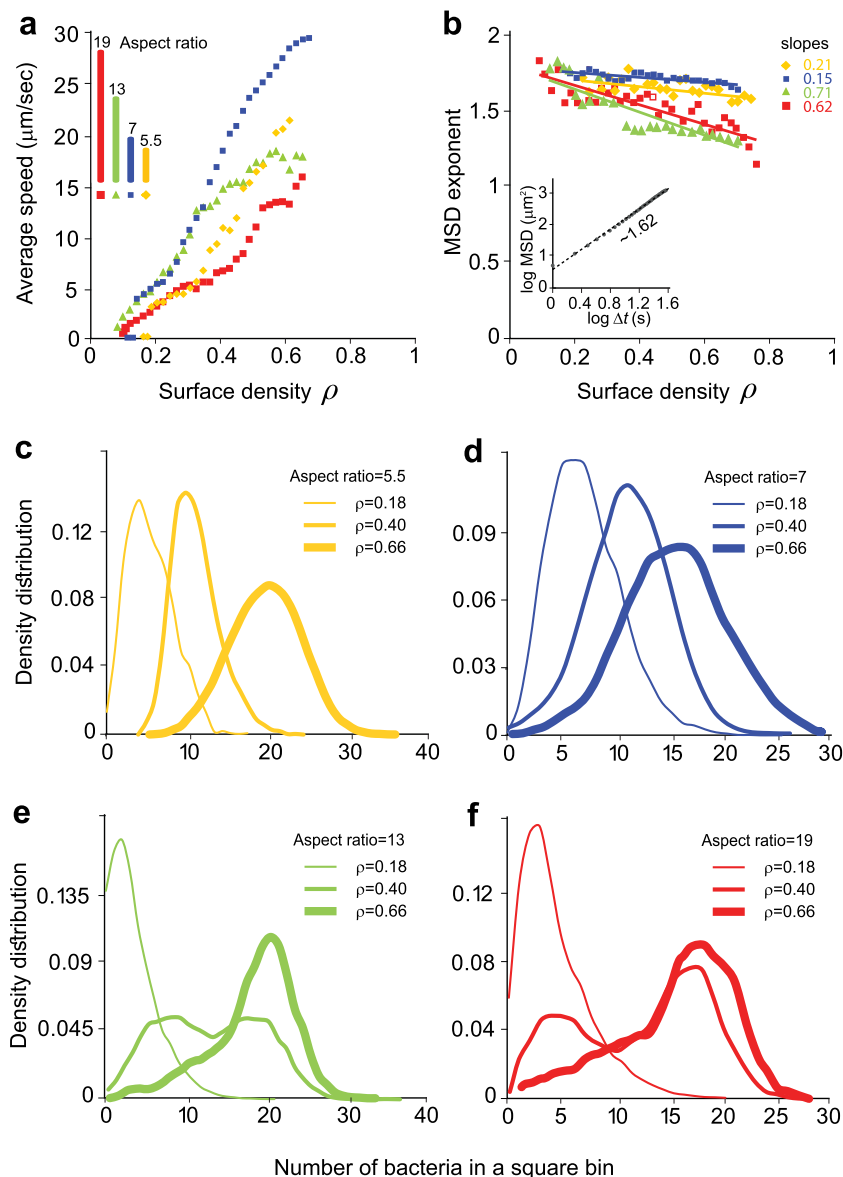 a
Average speed (μm/sec)
30
25
20
15
10
5
0
19
13
7
5.5
Aspect ratio
0
0.2
0.4
0.6
0.8
1
Surface density ρ
b
MSD exponent
2
1.5
1
0.5
0
slopes
0.21
0.15
0.71
0.62
log MSD (μm²)
3
2
1
0
~1.62
0
0.4
0.8
1.2
1.6
log Δt (s)
0
0.2
0.4
0.6
0.8
1
Surface density ρ
c
Density distribution
0.12
0.08
0.04
0
Aspect ratio=5.5
ρ=0.18
ρ=0.40
ρ=0.66
0
10
20
30
40
d
0.09
0.06
0.03
0
Aspect ratio=7
ρ=0.18
ρ=0.40
ρ=0.66
0
5
10
15
20
25
30
e
Density distribution
0.135
0.09
0.045
0
Aspect ratio=13
ρ=0.18
ρ=0.40
ρ=0.66
0
10
20
30
40
f
0.12
0.08
0.04
0
Aspect ratio=19
ρ=0.18
ρ=0.40
ρ=0.66
0
5
10
15
20
25
30
Number of bacteria in a square bin